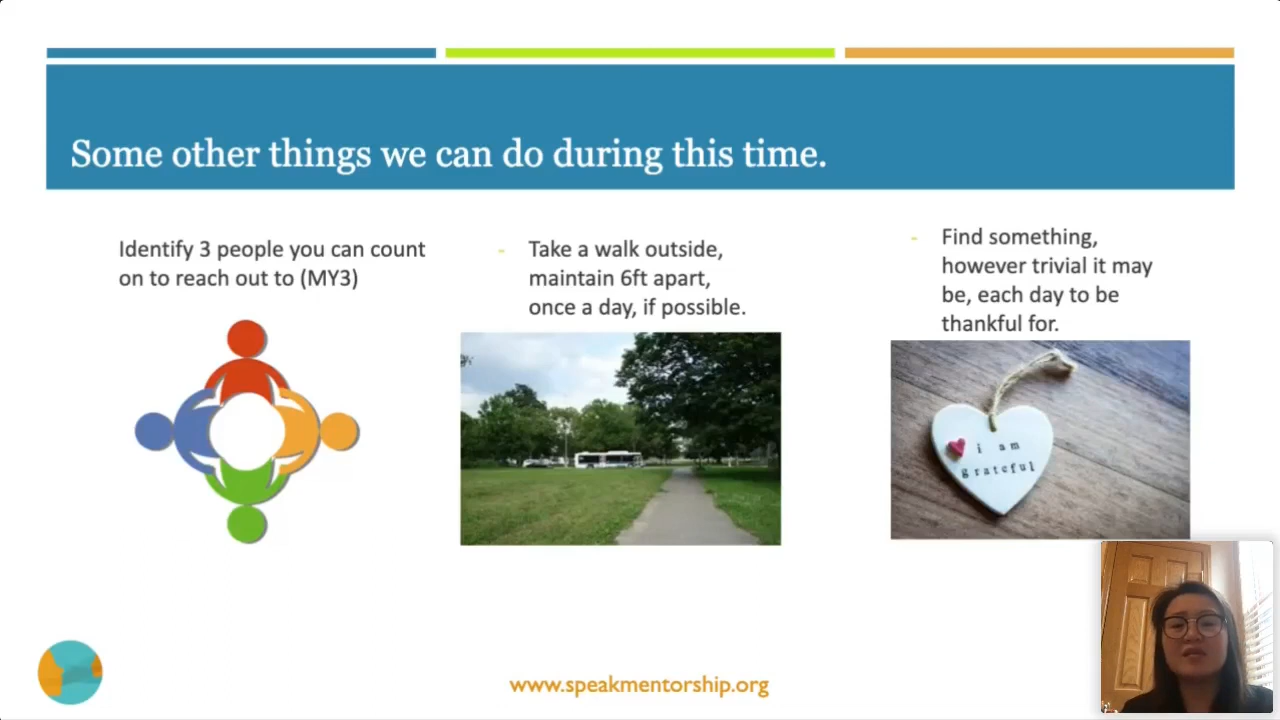 Some other things we can do during this time.
Identify 3 people you can count
on to reach out to (MY3)
- Take a walk outside,
maintain 6ft apart,
once a day, if possible.
- Find something,
however trivial it may
be, each day to be
thankful for.
i am
grateful
www.speakmentorship.org